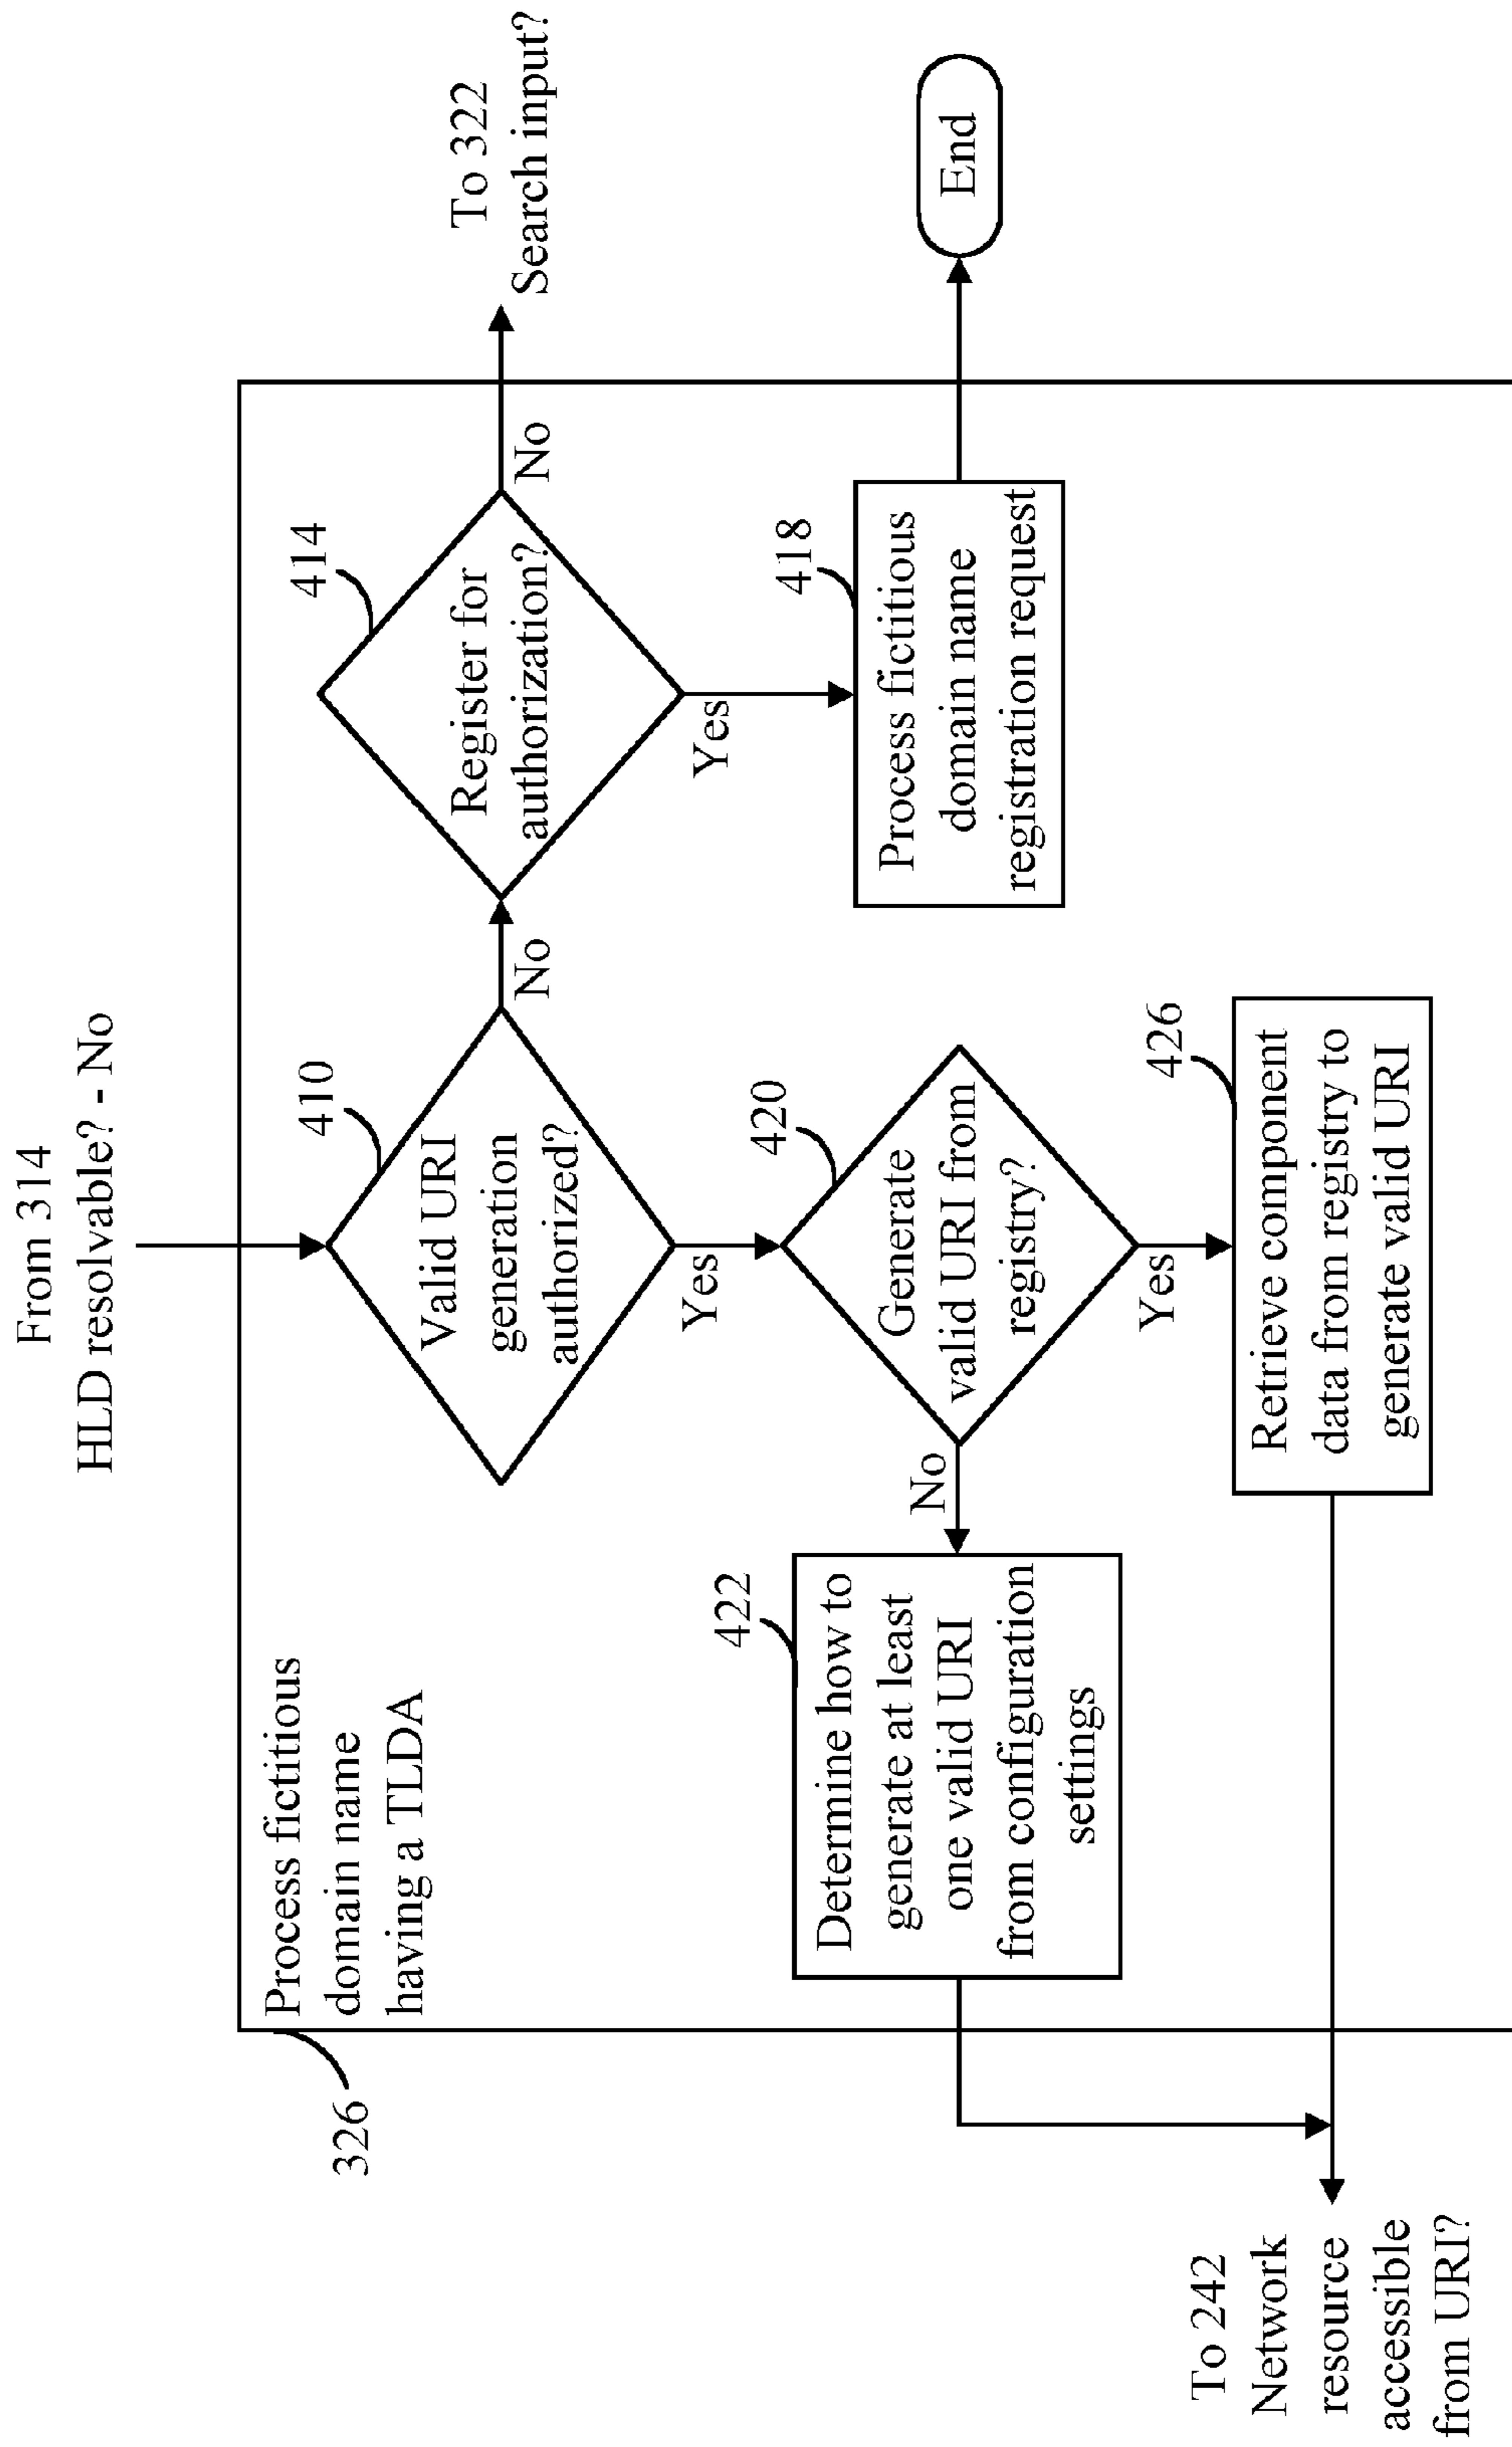 From 314
HLD resolvable? - No
326
Process fictitious
domain name
having a TLDA
410
Valid URI
generation
authorized?
No
Yes
414
Register for
authorization?
No
Yes
To 322
Search input?
418
Process fictitious
domain name
registration request
End
420
Generate
valid URI from
registry?
No
Yes
422
Determine how to
generate at least
one valid URI
from configuration
settings
426
Retrieve component
data from registry to
generate valid URI
To 242
Network
resource
accessible
from URI?